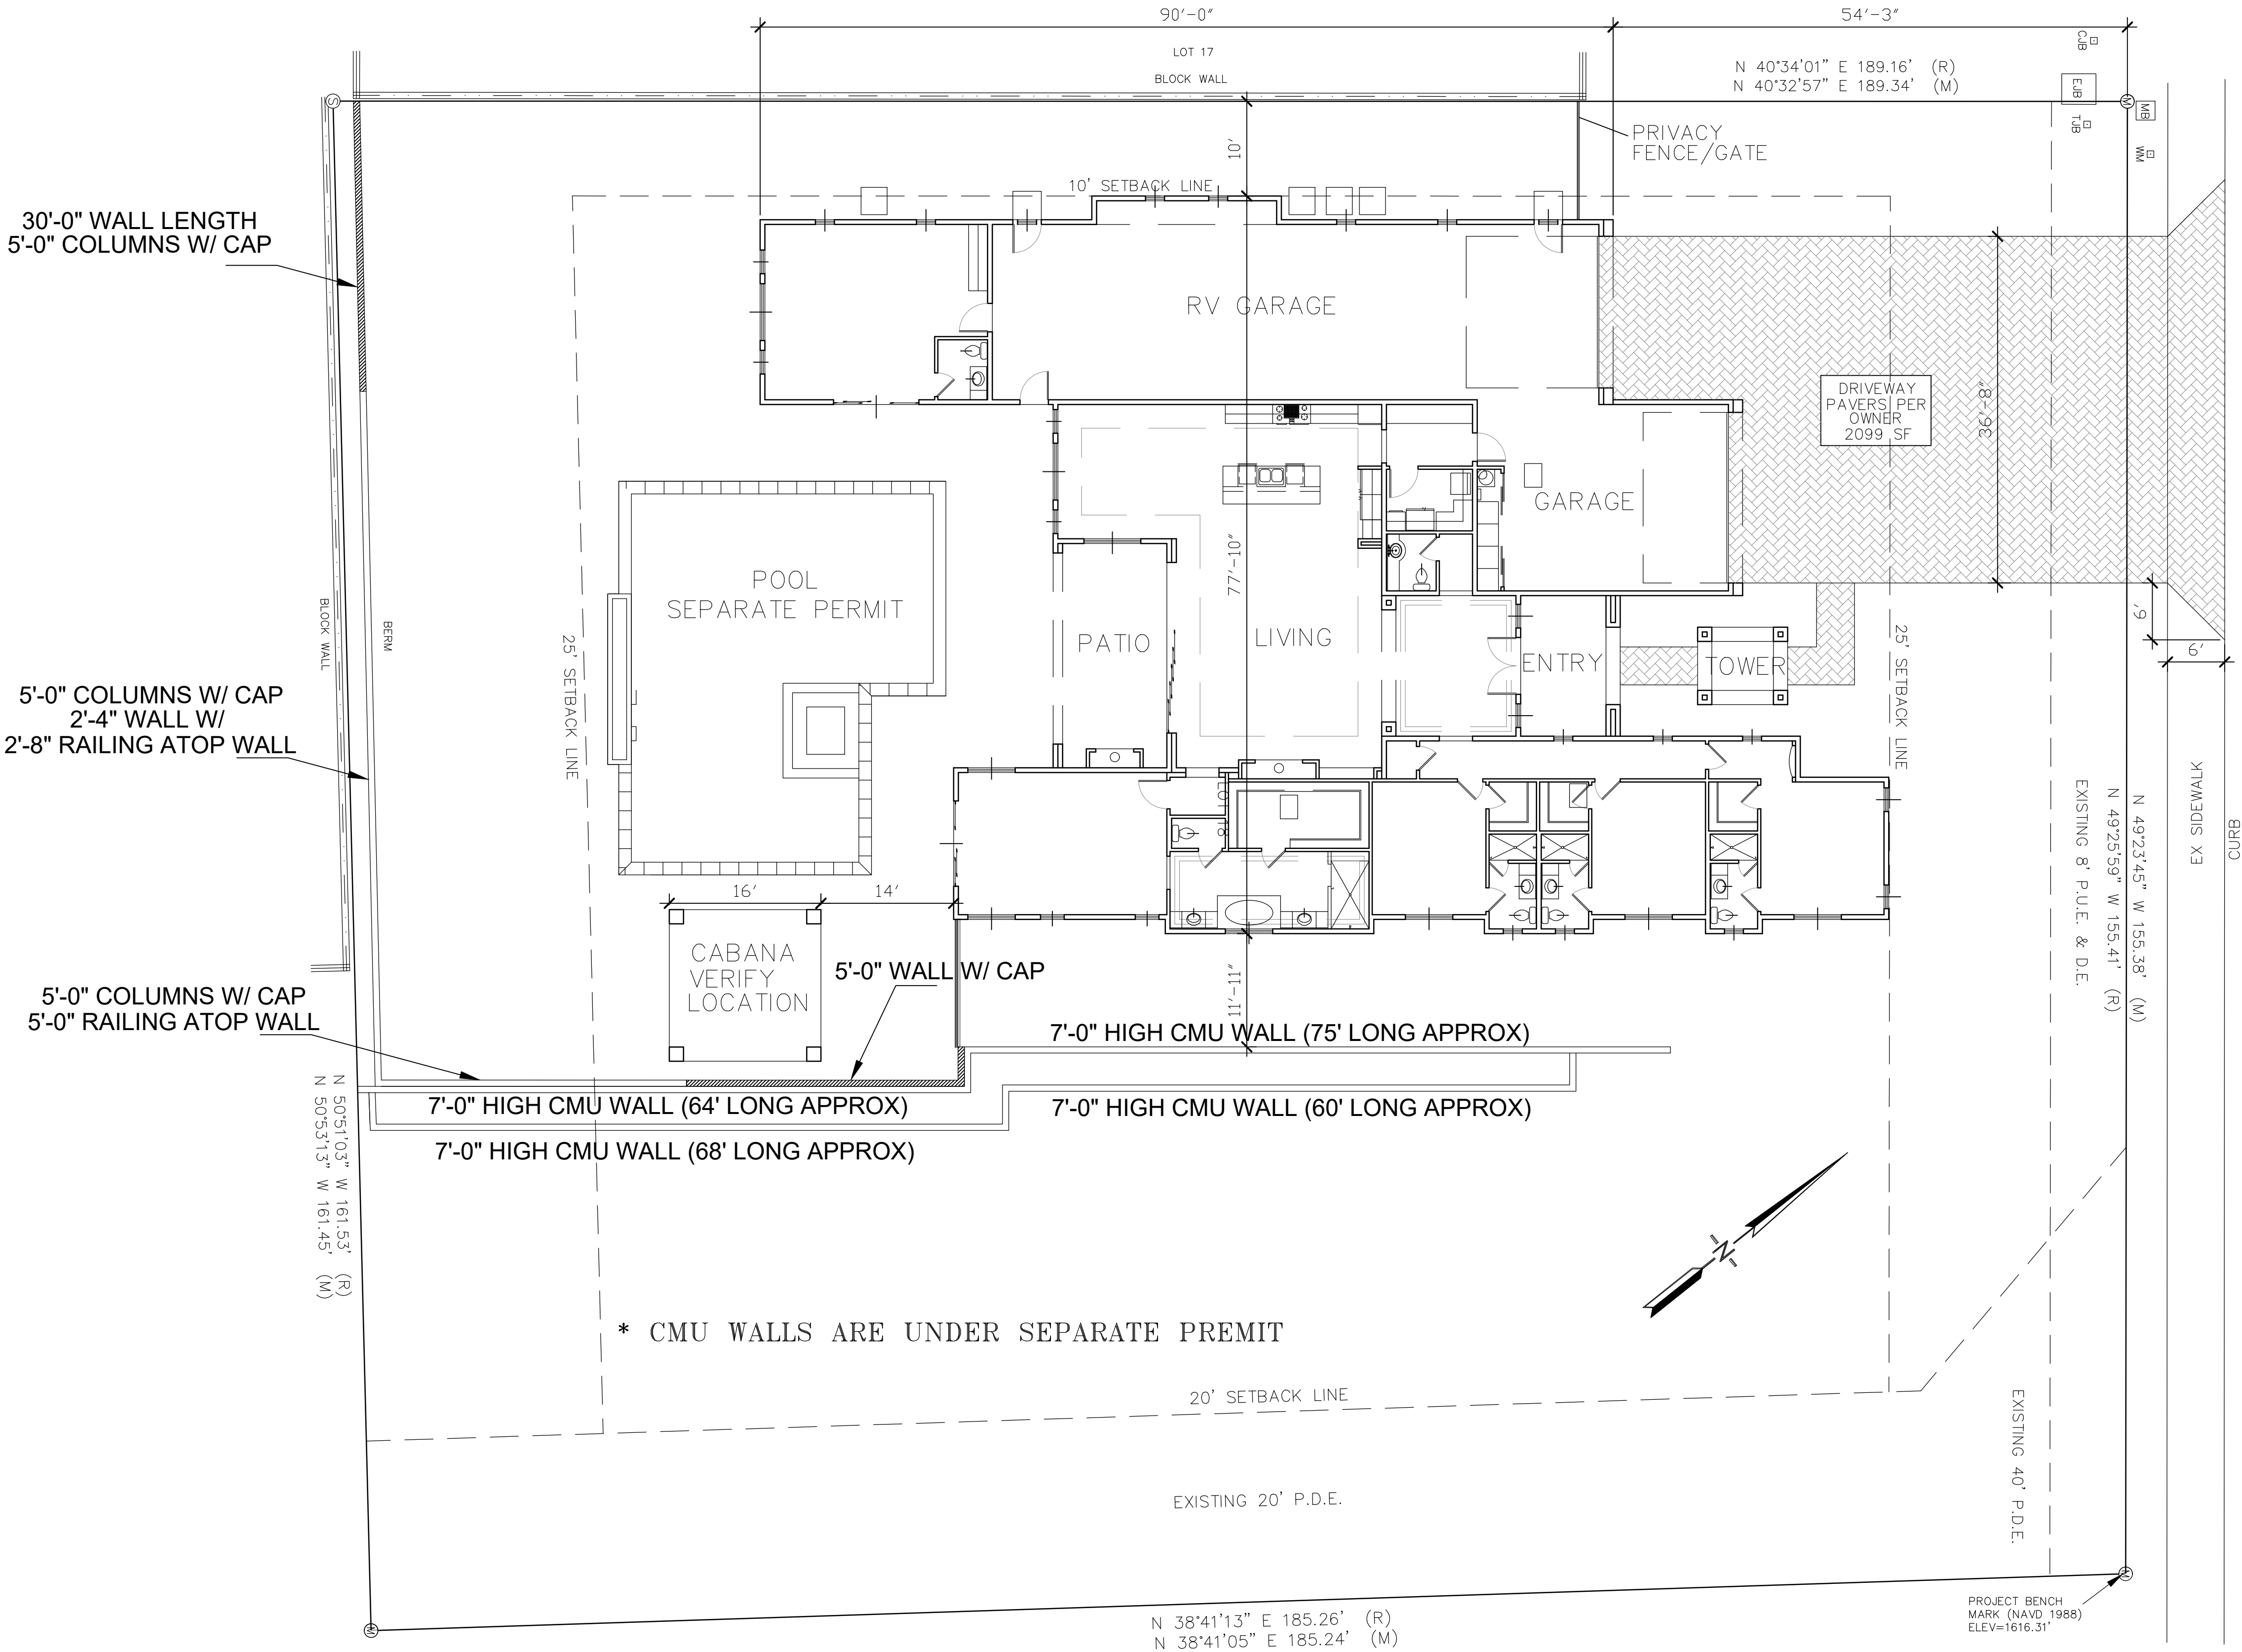 90'-0"
54'-3"
LOT 17
BLOCK WALL
N 40°34'01" E 189.16' (R)
N 40°32'57" E 189.34' (M)
CJB
EJB
TJB
MB
WM
S
M
PRIVACY
FENCE/GATE
10'
10' SETBACK LINE
30'-0" WALL LENGTH
5'-0" COLUMNS W/ CAP
RV GARAGE
DRIVEWAY
PAVERS PER
OWNER
2099 SF
36'-8"
GARAGE
77'-10"
POOL
SEPARATE PERMIT
PATIO
LIVING
ENTRY
TOWER
9'
6'
25' SETBACK LINE
25' SETBACK LINE
BLOCK WALL
BERM
5'-0" COLUMNS W/ CAP
2'-4" WALL W/
2'-8" RAILING ATOP WALL
LOT 18
EXISTING 8' P.U.E. & D.E.
N 49°25'59" W 155.41' (R)
N 49°23'45" W 155.38' (M)
EX SIDEWALK
CURB
16'
14'
CABANA
VERIFY
LOCATION
5'-0" WALL W/ CAP
11'-11"
5'-0" COLUMNS W/ CAP
5'-0" RAILING ATOP WALL
7'-0" HIGH CMU WALL (75' LONG APPROX)
7'-0" HIGH CMU WALL (64' LONG APPROX)
7'-0" HIGH CMU WALL (60' LONG APPROX)
7'-0" HIGH CMU WALL (68' LONG APPROX)
N 50°51'03" W 161.53' (R)
N 50°53'13" W 161.45' (M)
N
* CMU WALLS ARE UNDER SEPARATE PREMIT
20' SETBACK LINE
EXISTING 20' P.D.E.
EXISTING 40' P.D.E.
N 38°41'13" E 185.26' (R)
N 38°41'05" E 185.24' (M)
PROJECT BENCH
MARK (NAVD 1988)
ELEV=1616.31'
M
M